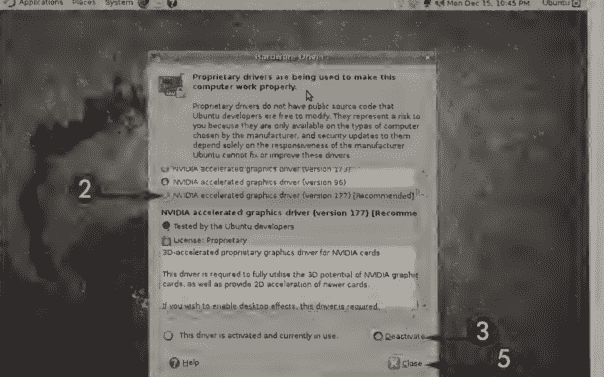 Applications Places System Mon Dec 15, 10:45 PM Ubuntu
Hardware Drivers
Proprietary drivers are being used to make this
computer work properly.
Proprietary drivers do not have public source code that
Ubuntu developers are free to modify. They represent a risk to
you because they are only available on the types of computer
chosen by the manufacturer, and security updates to them
depend solely on the responsiveness of the manufacturer
Ubuntu cannot fix or improve these drivers
NVIDIA accelerated graphics driver (version 173)
NVIDIA accelerated graphics driver (version 96)
2
NVIDIA accelerated graphics driver (version 177) [Recommended]
NVIDIA accelerated graphics driver (version 177) [Recomme
Tested by the Ubuntu developers
License: Proprietary
3D-accelerated proprietary graphics driver for NVIDIA cards
This driver is required to fully utilise the 3D potential of NVIDIA graphic
cards, as well as provide 2D acceleration of newer cards.
If you wish to enable desktop effects, this driver is required.
This driver is activated and currently in use.
Deactivate
3
Help
Close
5